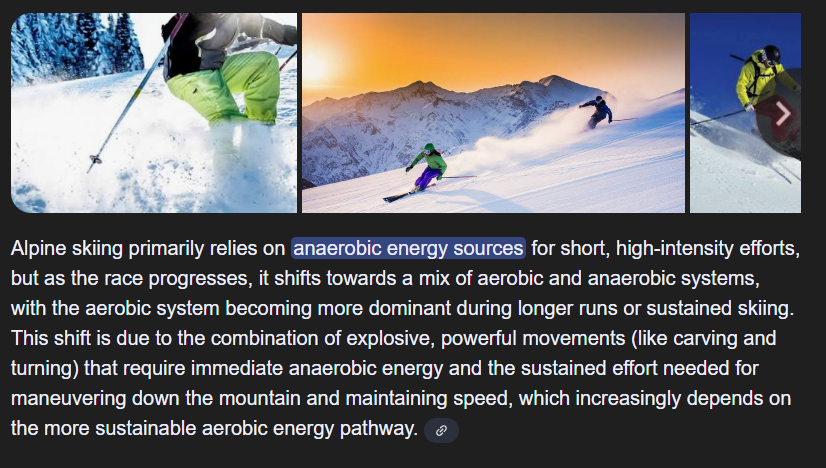 Alpine skiing primarily relies on anaerobic energy sources for short, high-intensity efforts,
but as the race progresses, it shifts towards a mix of aerobic and anaerobic systems,
with the aerobic system becoming more dominant during longer runs or sustained skiing.
This shift is due to the combination of explosive, powerful movements (like carving and
turning) that require immediate anaerobic energy and the sustained effort needed for
maneuvering down the mountain and maintaining speed, which increasingly depends on
the more sustainable aerobic energy pathway.